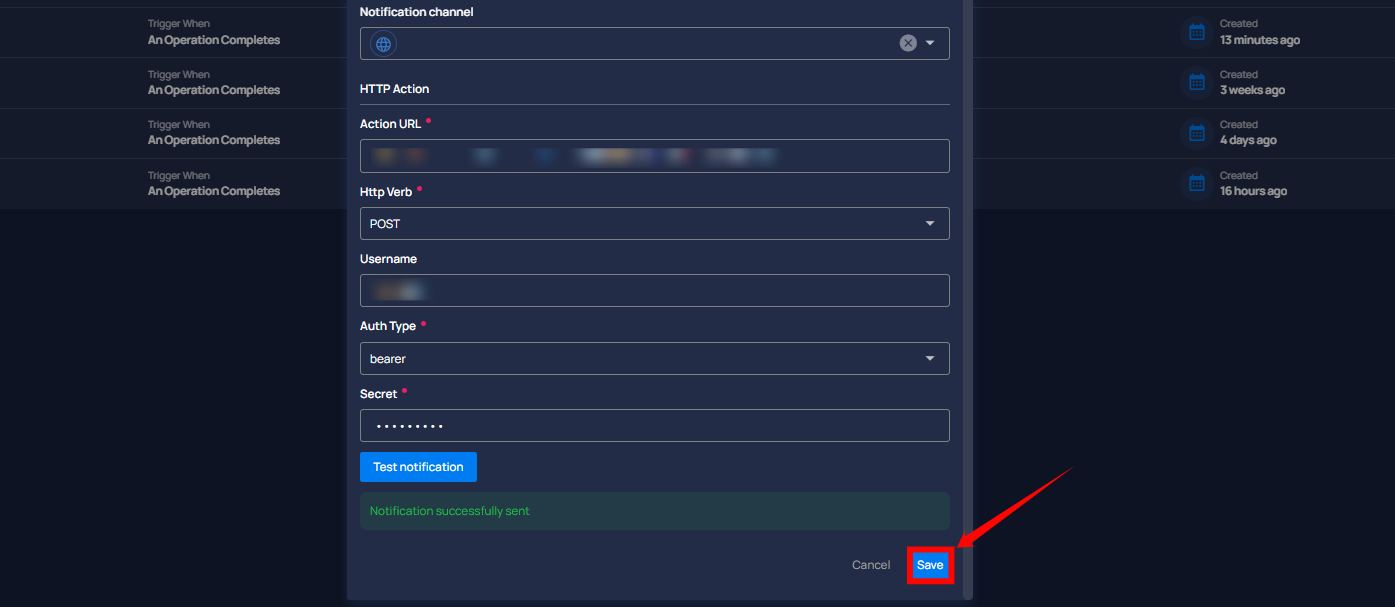 Notification channel
Trigger When
An Operation Completes
Created
13 minutes ago
Trigger When
An Operation Completes
Created
3 weeks ago
HTTP Action
Trigger When
An Operation Completes
Action URL
Created
4 days ago
Trigger When
An Operation Completes
Created
16 hours ago
Http Verb
POST
Username
Auth Type
bearer
Secret
Test notification
Notification successfully sent
Cancel
Save